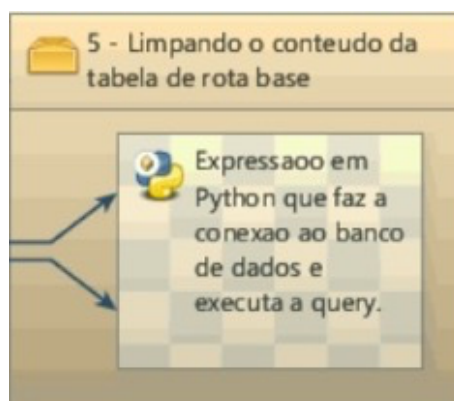 5 - Limpando o conteudo da
tabela de rota base
Expressaoo em
Python que faz a
conexao ao banco
de dados e
executa a query.